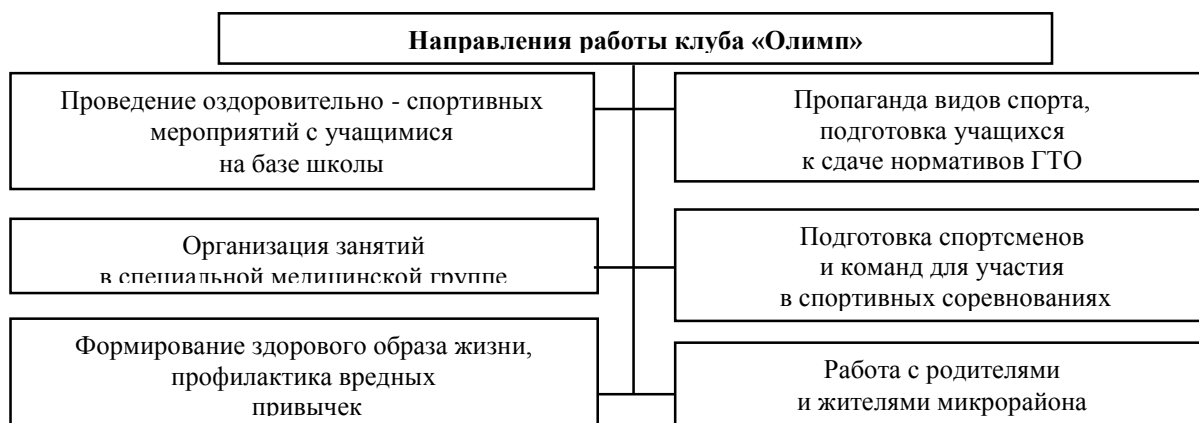 Направления работы клуба «Олимп»
Проведение оздоровительно - спортивных
мероприятий с учащимися
на базе школы
Пропаганда видов спорта,
подготовка учащихся
к сдаче нормативов ГТО
Организация занятий
в специальной медицинской группе
Подготовка спортсменов
и команд для участия
в спортивных соревнованиях
Формирование здорового образа жизни,
профилактика вредных
привычек
Работа с родителями
и жителями микрорайона